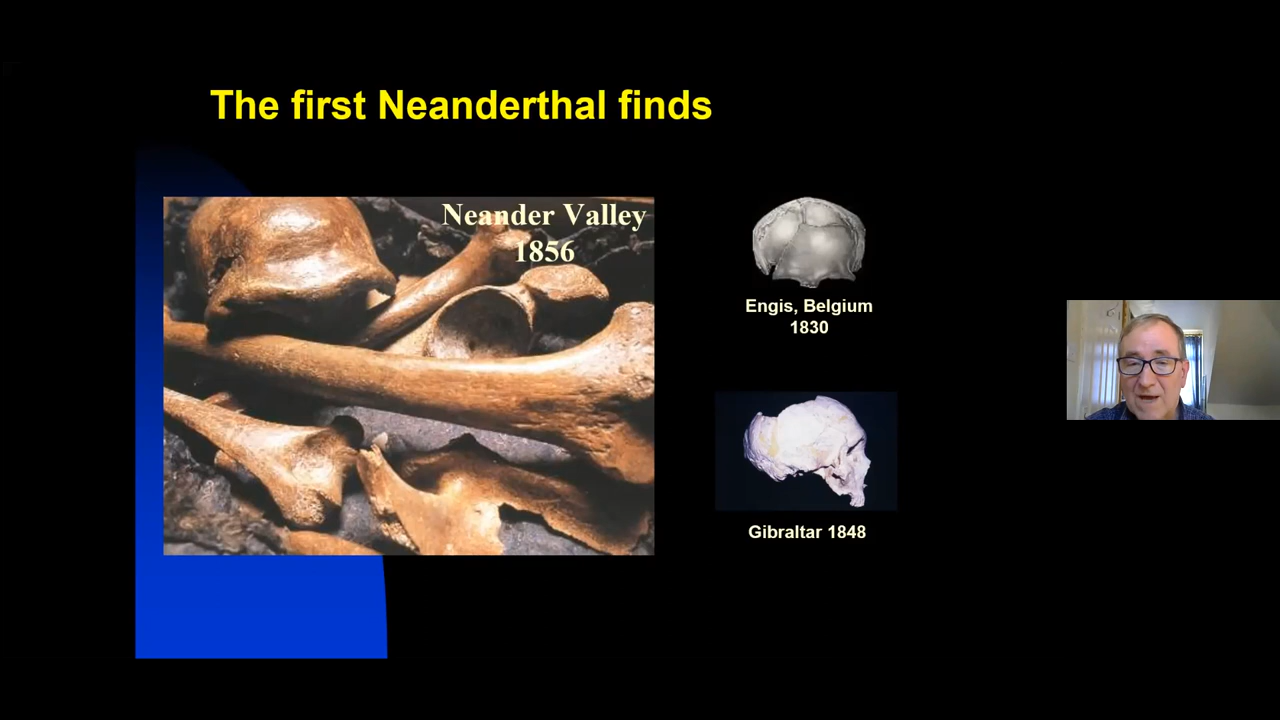 The first Neanderthal finds
Neander Valley
1856
Engis, Belgium
1830
Gibraltar 1848